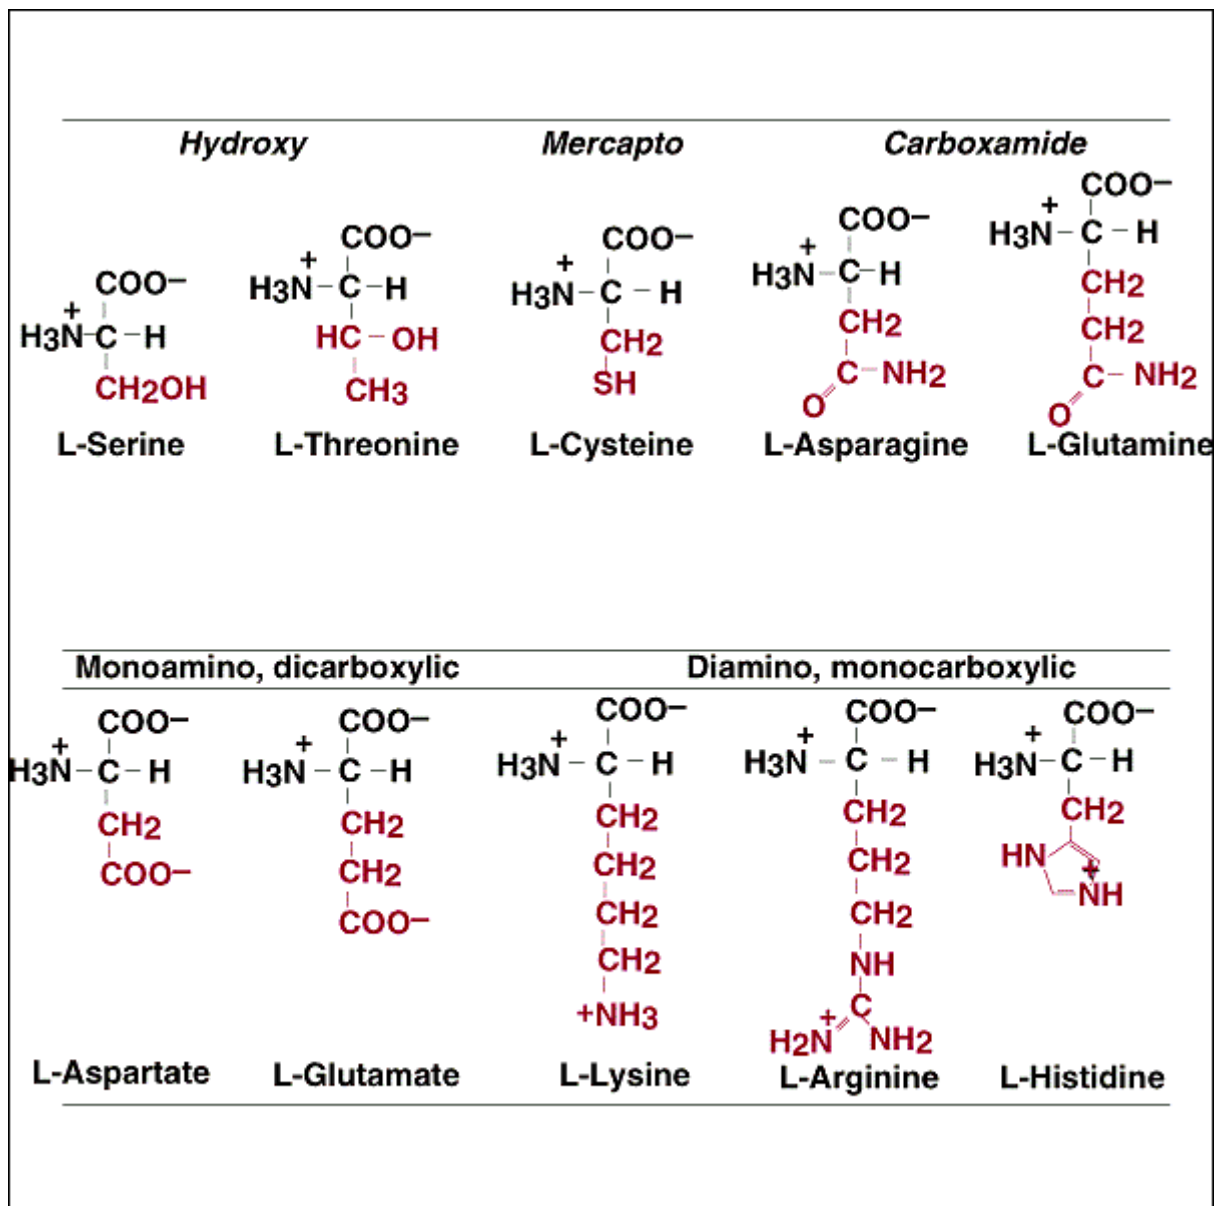 Hydroxy Mercapto Carboxamide
COO– COO– COO– COO– COO–
H3N+–C–H H3N+–C–H H3N+–C–H H3N+–C–H H3N+–C–H
CH2OH HC–OH CH2 CH2 CH2
CH3 SH C–NH2 CH2
O C–NH2
O
L-Serine L-Threonine L-Cysteine L-Asparagine L-Glutamine
Monoamino, dicarboxylic Diamino, monocarboxylic
COO– COO– COO– COO– COO–
H3N+–C–H H3N+–C–H H3N+–C–H H3N+–C–H H3N+–C–H
CH2 CH2 CH2 CH2 CH2
COO– CH2 CH2 CH2 HN +NH
COO– CH2 CH2
CH2 NH
+NH3 C
H2N+ NH2
L-Aspartate L-Glutamate L-Lysine L-Arginine L-Histidine